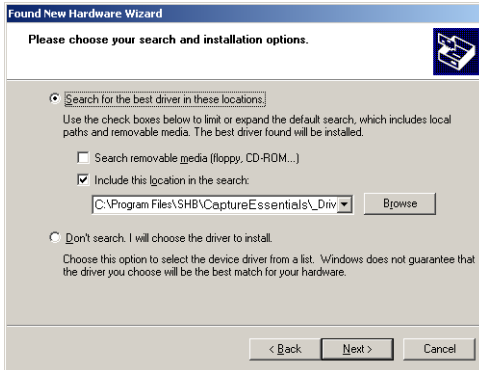 Found New Hardware Wizard
Please choose your search and installation options.
Search for the best driver in these locations.
Use the check boxes below to limit or expand the default search, which includes local
paths and removable media. The best driver found will be installed.
Search removable media (floppy, CD-ROM...)
Include this location in the search:
C:\Program Files\SHB\CaptureEssentials\_Driv
Browse
Don't search. I will choose the driver to install.
Choose this option to select the device driver from a list. Windows does not guarantee that
the driver you choose will be the best match for your hardware.
< Back Next > Cancel